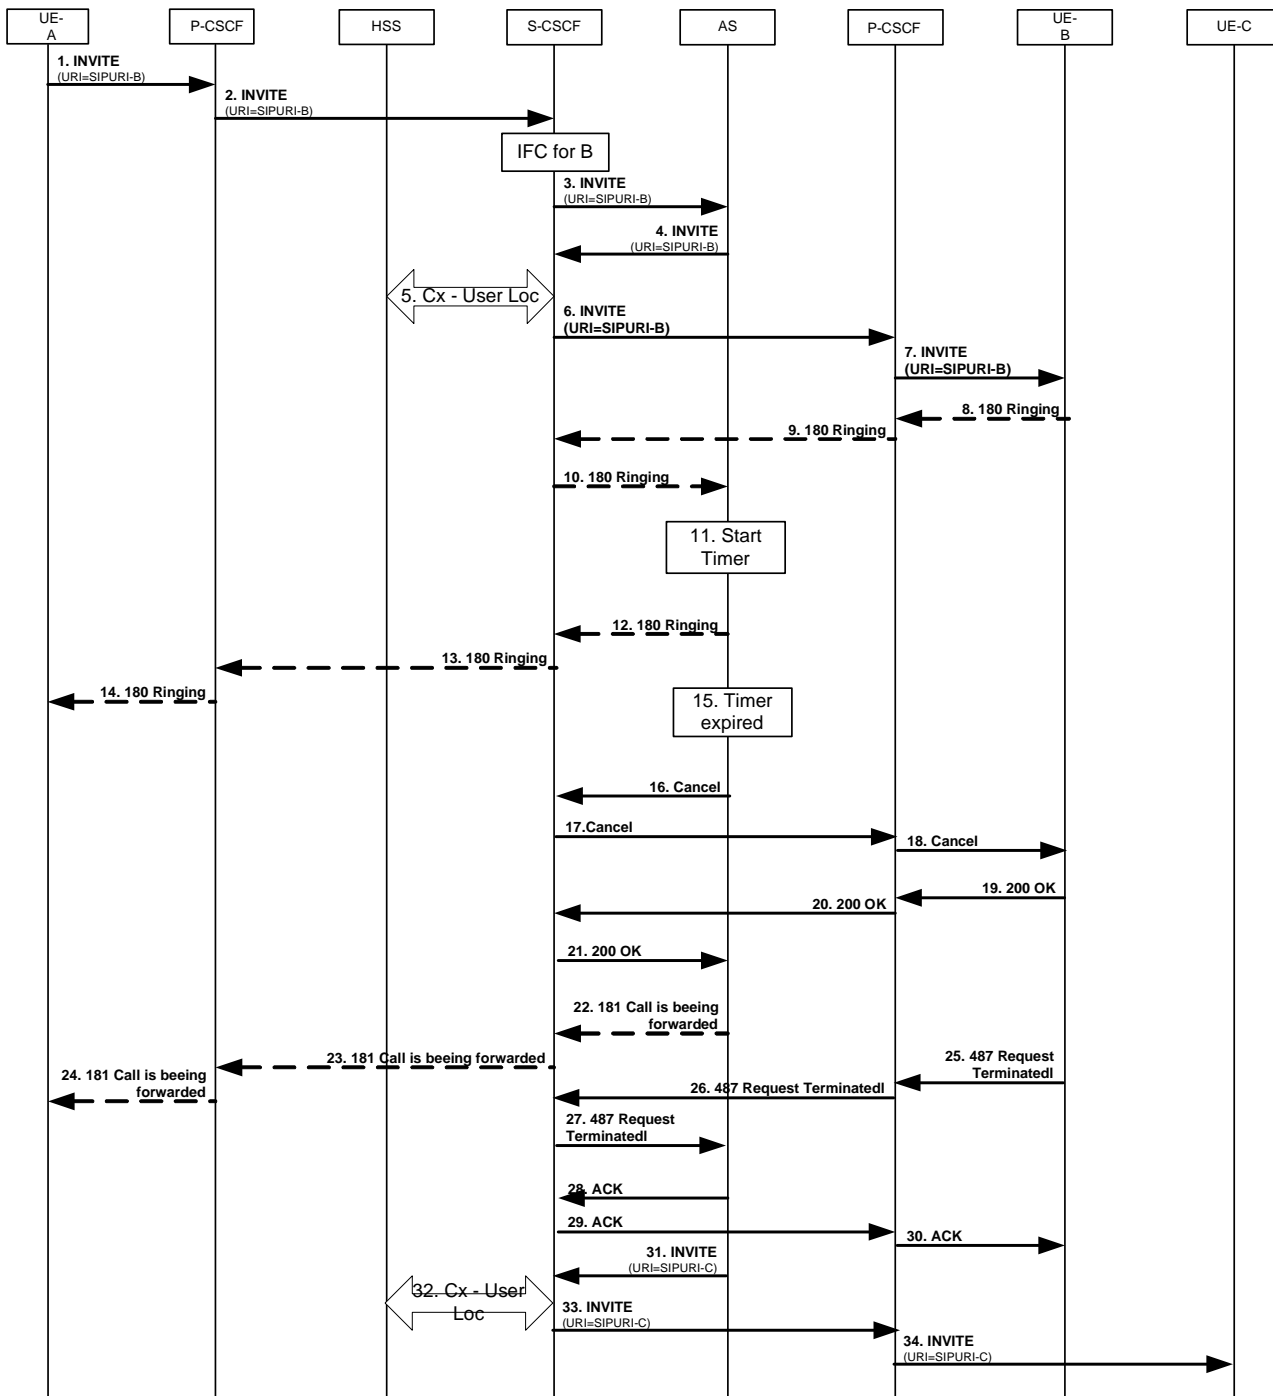 UE-
A
P-CSCF
HSS
S-CSCF
AS
P-CSCF
UE-
B
UE-C
1. INVITE
(URI=SIPURI-B)
2. INVITE
(URI=SIPURI-B)
IFC for B
3. INVITE
(URI=SIPURI-B)
4. INVITE
(URI=SIPURI-B)
5. Cx - User Loc
6. INVITE
(URI=SIPURI-B)
7. INVITE
(URI=SIPURI-B)
8. 180 Ringing
9. 180 Ringing
10. 180 Ringing
11. Start
Timer
12. 180 Ringing
13. 180 Ringing
14. 180 Ringing
15. Timer
expired
16. Cancel
17.Cancel
18. Cancel
19. 200 OK
20. 200 OK
21. 200 OK
22. 181 Call is beeing
forwarded
23. 181 Call is beeing forwarded
24. 181 Call is beeing
forwarded
25. 487 Request
Terminatedl
26. 487 Request Terminatedl
27. 487 Request
Terminatedl
28. ACK
29. ACK
30. ACK
31. INVITE
(URI=SIPURI-C)
32. Cx - User
Loc
33. INVITE
(URI=SIPURI-C)
34. INVITE
(URI=SIPURI-C)